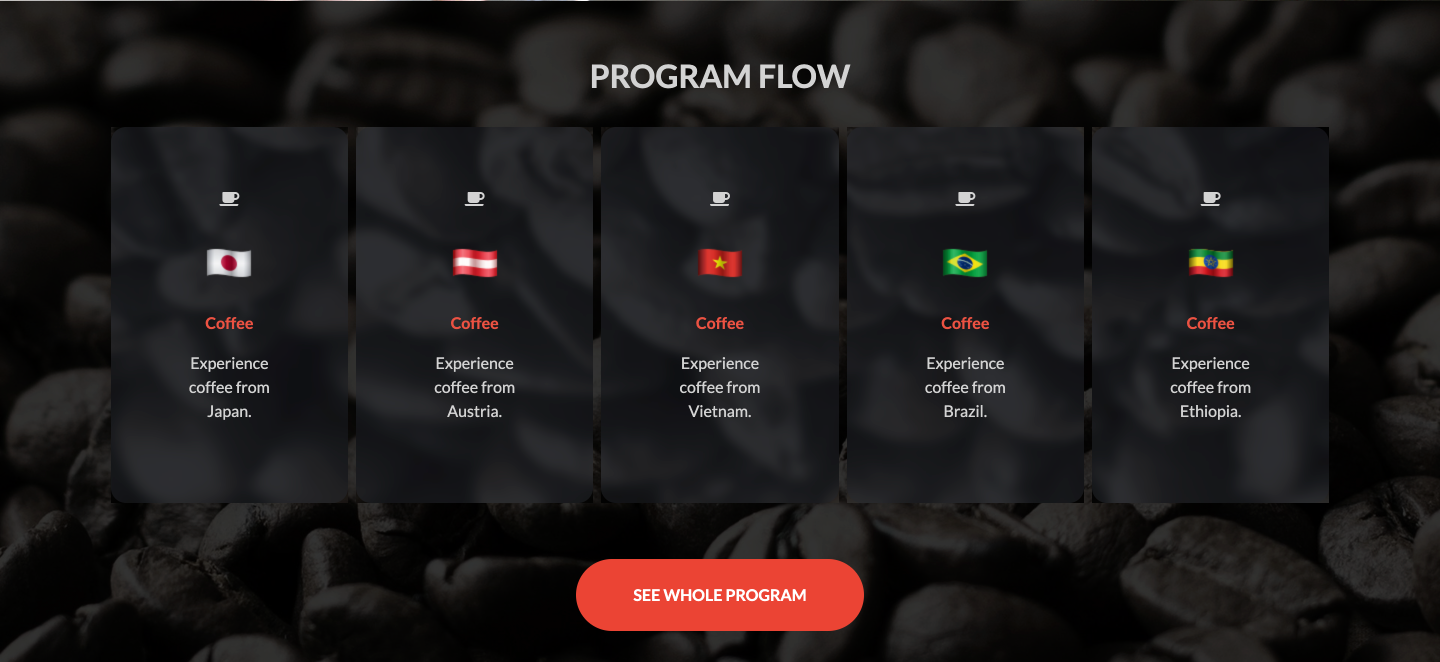 PROGRAM FLOW
Coffee
Experience
coffee from
Japan.
Coffee
Experience
coffee from
Austria.
Coffee
Experience
coffee from
Vietnam.
Coffee
Experience
coffee from
Brazil.
Coffee
Experience
coffee from
Ethiopia.
SEE WHOLE PROGRAM